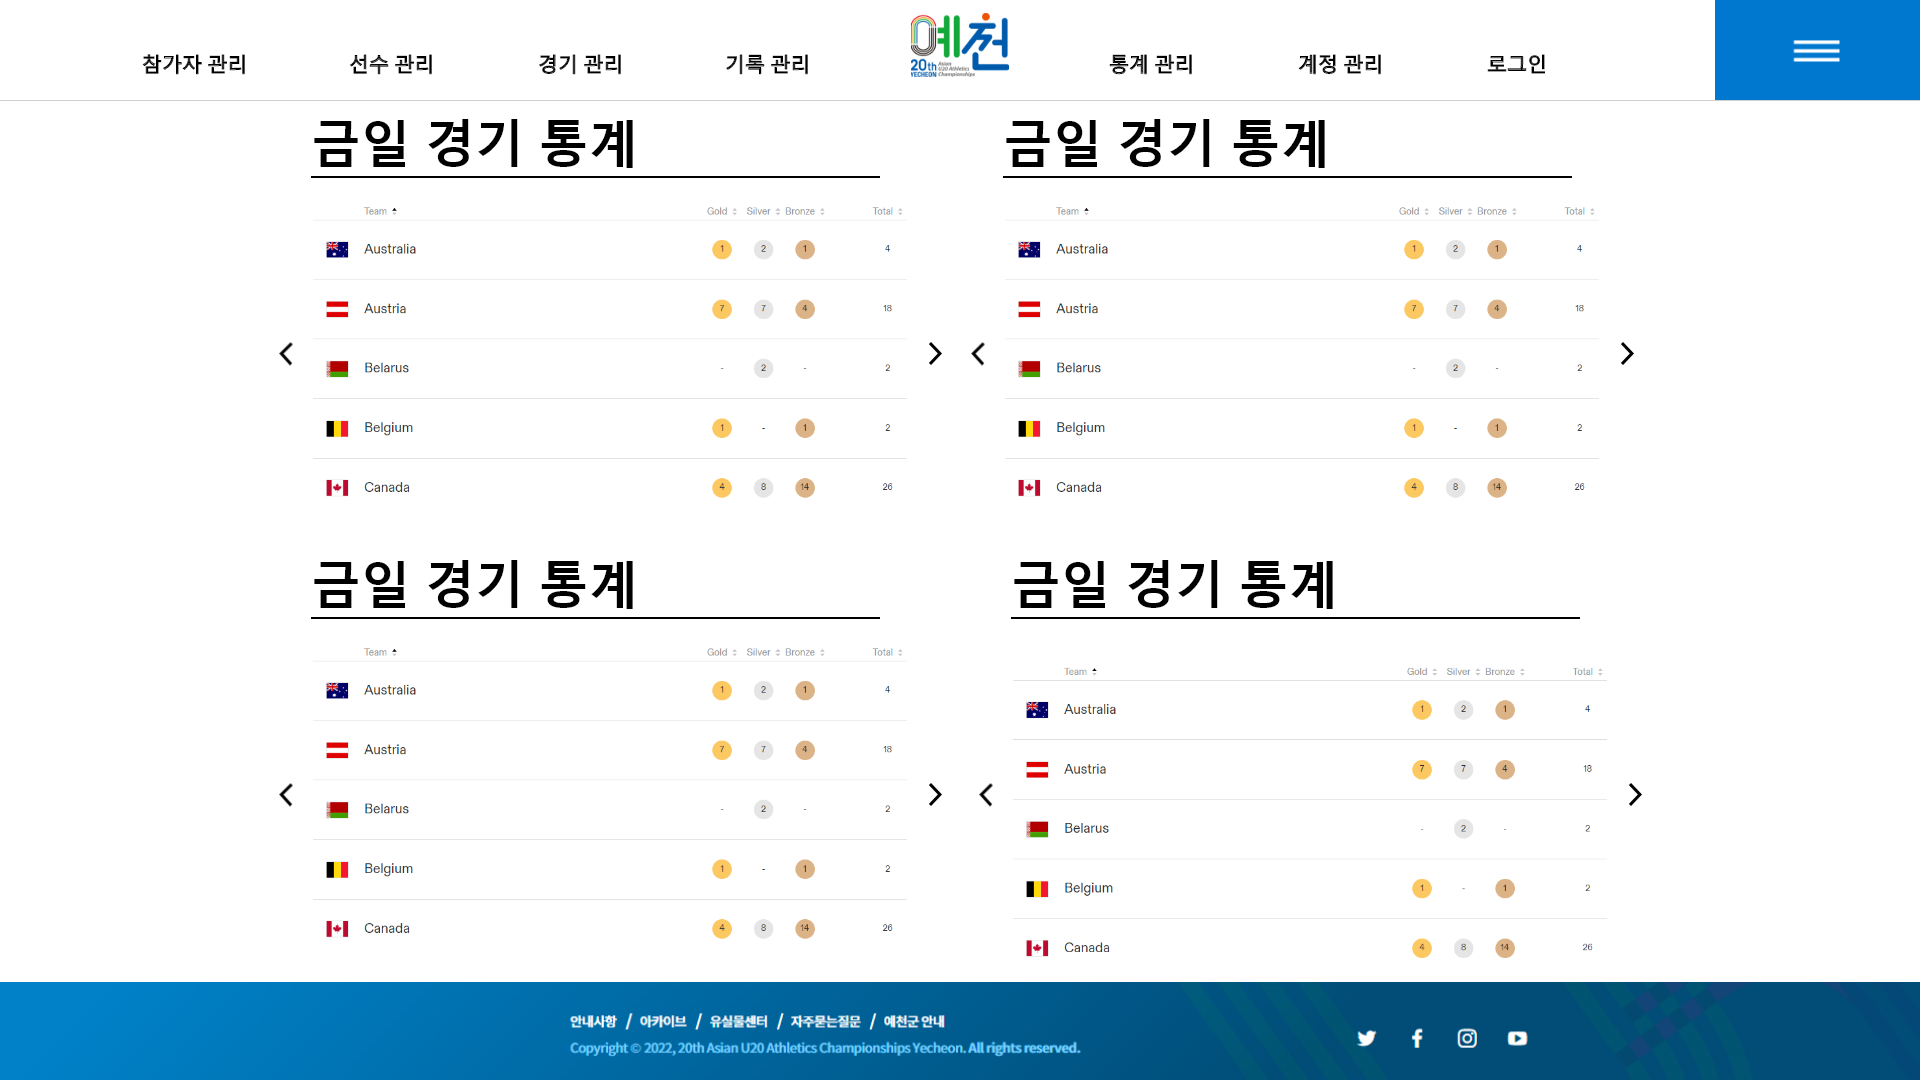 참가자 관리
선수 관리
경기 관리
기록 관리
예천
20th Asian
U20 Athletics
YECHEON Championships
통계 관리
계정 관리
로그인
금일 경기 통계
Team Gold Silver Bronze Total
Australia 1 2 1 4
Austria 7 7 4 18
Belarus - 2 - 2
Belgium 1 - 1 2
Canada 4 8 14 26
금일 경기 통계
Team Gold Silver Bronze Total
Australia 1 2 1 4
Austria 7 7 4 18
Belarus - 2 - 2
Belgium 1 - 1 2
Canada 4 8 14 26
금일 경기 통계
Team Gold Silver Bronze Total
Australia 1 2 1 4
Austria 7 7 4 18
Belarus - 2 - 2
Belgium 1 - 1 2
Canada 4 8 14 26
금일 경기 통계
Team Gold Silver Bronze Total
Australia 1 2 1 4
Austria 7 7 4 18
Belarus - 2 - 2
Belgium 1 - 1 2
Canada 4 8 14 26
안내사항 / 아카이브 / 유실물센터 / 자주묻는질문 / 예천군 안내
Copyright © 2022, 20th Asian U20 Athletics Championships Yecheon. All rights reserved.